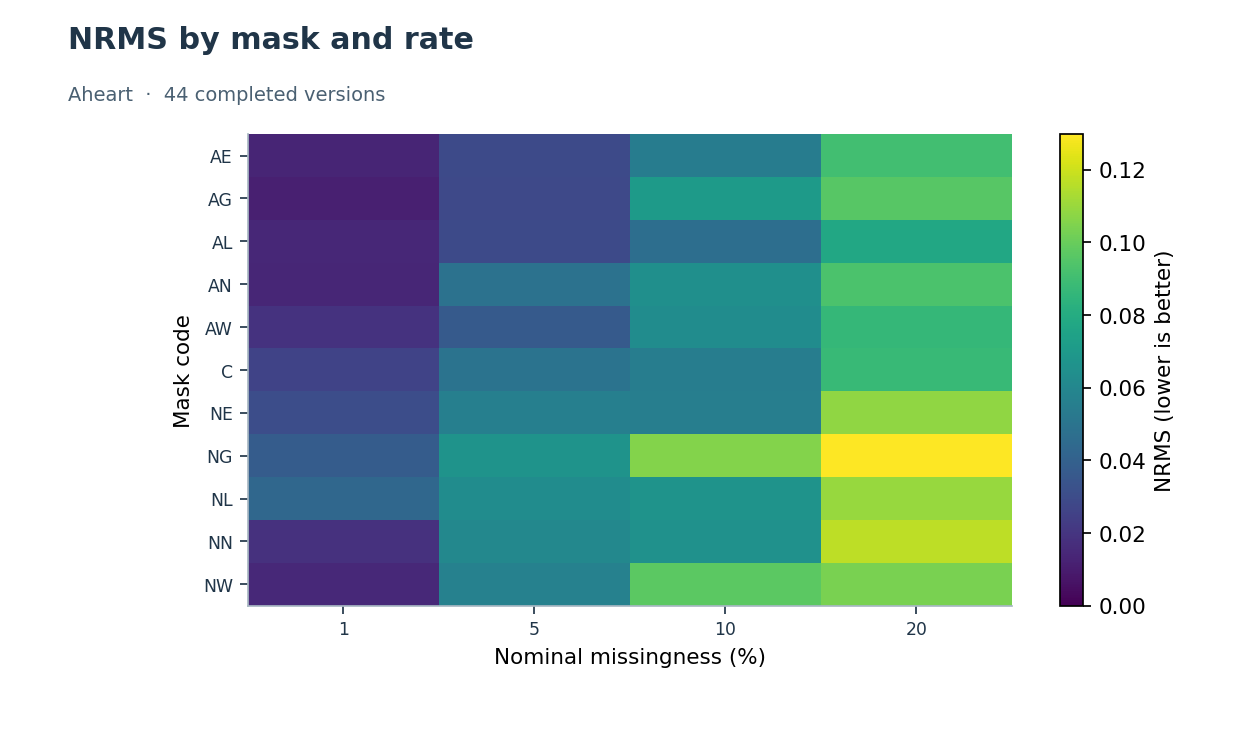 NRMS by mask and rate
Aheart · 44 completed versions
AE
AG
AL
AN
AW
C
NE
NG
NL
NN
NW
Mask code
1 5 10 20
Nominal missingness (%)
0.12
0.10
0.08
0.06
0.04
0.02
0.00
NRMS (lower is better)